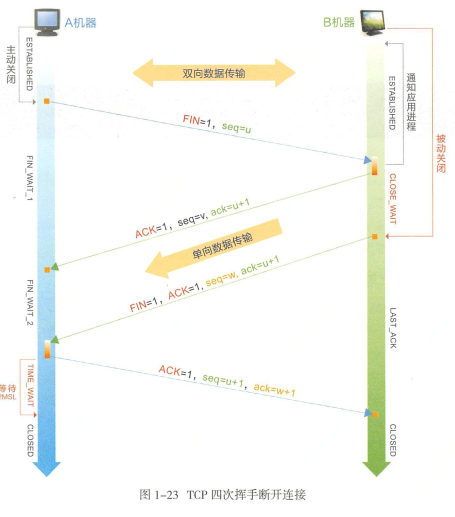 A机器
B机器
主动关闭
ESTABLISHED
双向数据传输
ESTABLISHED
通知应用进程
被动关闭
FIN=1, seq=u
FIN_WAIT_1
CLOSE_WAIT
ACK=1, seq=v, ack=u+1
单向数据传输
FIN_WAIT_2
FIN=1, ACK=1, seq=w, ack=u+1
LAST_ACK
等待
2MSL
TIME_WAIT
ACK=1, seq=u+1, ack=w+1
CLOSED
CLOSED
图 1-23 TCP 四次挥手断开连接